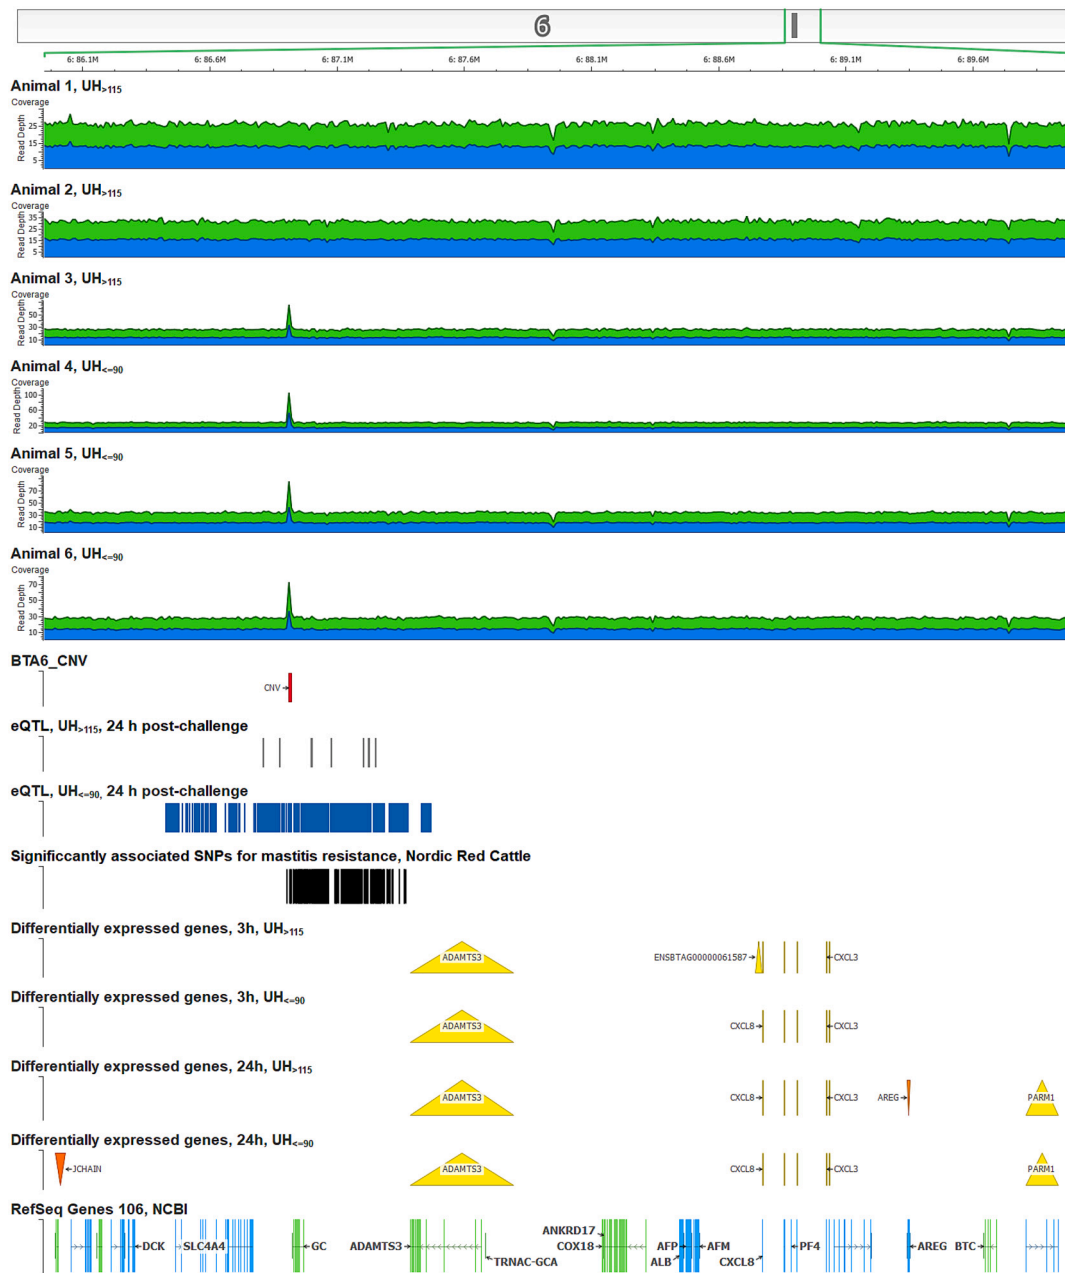 6
6: 86.1M 6: 86.6M 6: 87.1M 6: 87.6M 6: 88.1M 6: 88.6M 6: 89.1M 6: 89.6M
Animal 1, UH>115
Coverage
Read Depth
25
15
5
Animal 2, UH>115
Coverage
Read Depth
35
25
15
5
Animal 3, UH>115
Coverage
Read Depth
50
30
10
Animal 4, UH<=90
Coverage
Read Depth
100
60
20
Animal 5, UH<=90
Coverage
Read Depth
70
50
30
10
Animal 6, UH<=90
Coverage
Read Depth
70
50
30
10
BTA6_CNV
CNV
eQTL, UH>115, 24 h post-challenge
eQTL, UH<=90, 24 h post-challenge
Significcantly associated SNPs for mastitis resistance, Nordic Red Cattle
Differentially expressed genes, 3h, UH>115
ADAMTS3 ENSBTAG00000061587 CXCL3
Differentially expressed genes, 3h, UH<=90
ADAMTS3 CXCL8 CXCL3
Differentially expressed genes, 24h, UH>115
ADAMTS3 CXCL8 CXCL3 AREG PARM1
Differentially expressed genes, 24h, UH<=90
JCHAIN ADAMTS3 CXCL8 CXCL3 PARM1
RefSeq Genes 106, NCBI
ANKRD17
DCK SLC4A4 GC ADAMTS3 COX18 AFP AFM PF4 AREG BTC
TRNAC-GCA ALB CXCL8